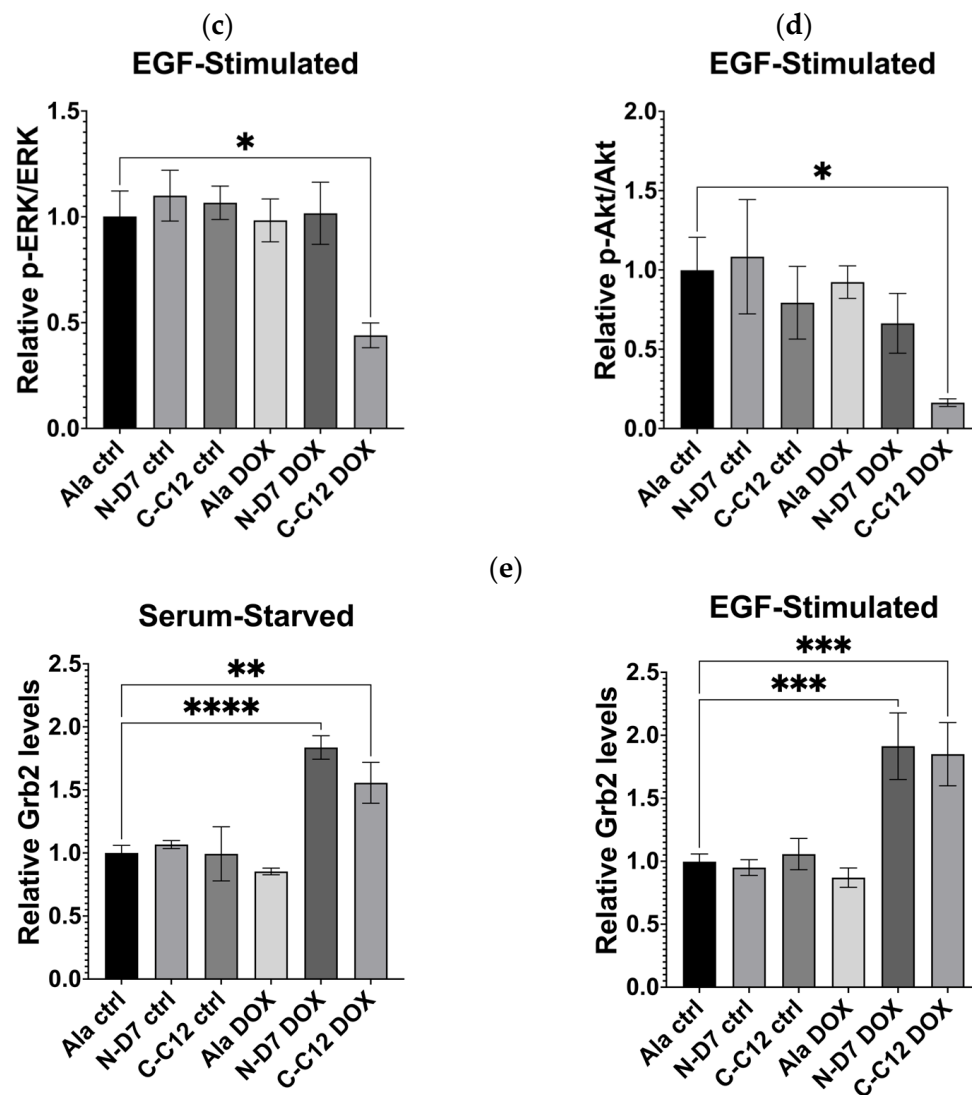 (c)
EGF-Stimulated
Relative p-ERK/ERK
1.5
1.0
0.5
0.0
*
Ala ctrl
N-D7 ctrl
C-C12 ctrl
Ala DOX
N-D7 DOX
C-C12 DOX
(d)
EGF-Stimulated
Relative p-Akt/Akt
2.0
1.5
1.0
0.5
0.0
*
Ala ctrl
N-D7 ctrl
C-C12 ctrl
Ala DOX
N-D7 DOX
C-C12 DOX
(e)
Serum-Starved
Relative Grb2 levels
2.5
2.0
1.5
1.0
0.5
0.0
**
****
Ala ctrl
N-D7 ctrl
C-C12 ctrl
Ala DOX
N-D7 DOX
C-C12 DOX
EGF-Stimulated
Relative Grb2 levels
2.5
2.0
1.5
1.0
0.5
0.0
***
***
Ala ctrl
N-D7 ctrl
C-C12 ctrl
Ala DOX
N-D7 DOX
C-C12 DOX